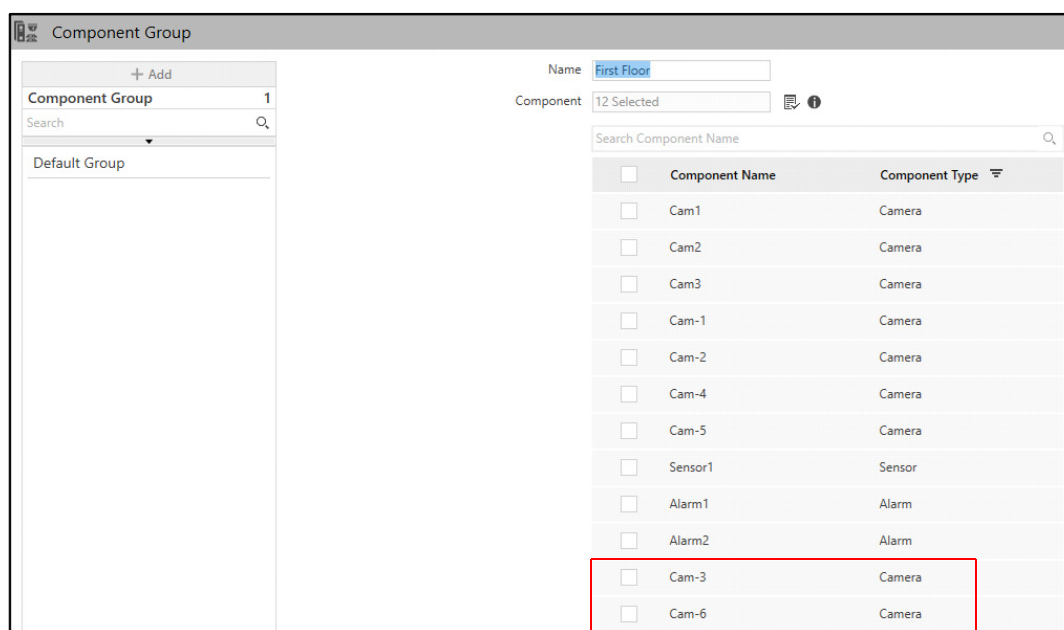 Component Group
+ Add
Component Group 1
Search
Default Group
Name First Floor
Component 12 Selected
Search Component Name
Component Name Component Type
Cam1 Camera
Cam2 Camera
Cam3 Camera
Cam-1 Camera
Cam-2 Camera
Cam-4 Camera
Cam-5 Camera
Sensor1 Sensor
Alarm1 Alarm
Alarm2 Alarm
Cam-3 Camera
Cam-6 Camera